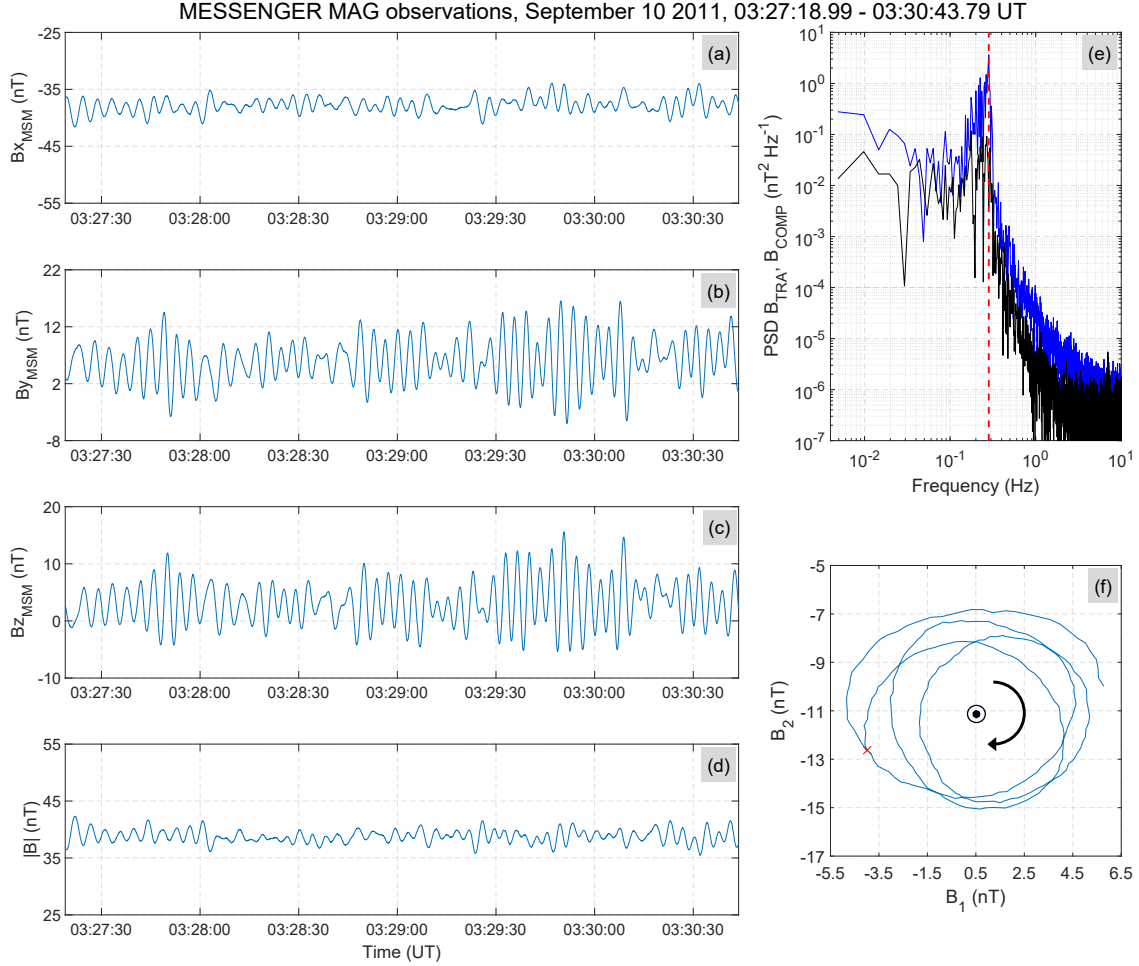 MESSENGER MAG observations, September 10 2011, 03:27:18.99 - 03:30:43.79 UT
(a)
Bx_MSM (nT)
-25
-35
-45
-55
03:27:30 03:28:00 03:28:30 03:29:00 03:29:30 03:30:00 03:30:30
(b)
By_MSM (nT)
22
12
2
-8
03:27:30 03:28:00 03:28:30 03:29:00 03:29:30 03:30:00 03:30:30
(c)
Bz_MSM (nT)
20
10
0
-10
03:27:30 03:28:00 03:28:30 03:29:00 03:29:30 03:30:00 03:30:30
(d)
|B| (nT)
55
45
35
25
03:27:30 03:28:00 03:28:30 03:29:00 03:29:30 03:30:00 03:30:30
Time (UT)
(e)
PSD B_TRA, B_COMP (nT^2 Hz^-1)
10^0
10^-1
10^-2
10^-3
10^-4
10^-5
10^-6
10^-7
10^-2 10^-1 10^0 10^1
Frequency (Hz)
(f)
B_2 (nT)
-5
-7
-9
-11
-13
-15
-17
-5.5 -3.5 -1.5 0.5 2.5 4.5 6.5
B_1 (nT)